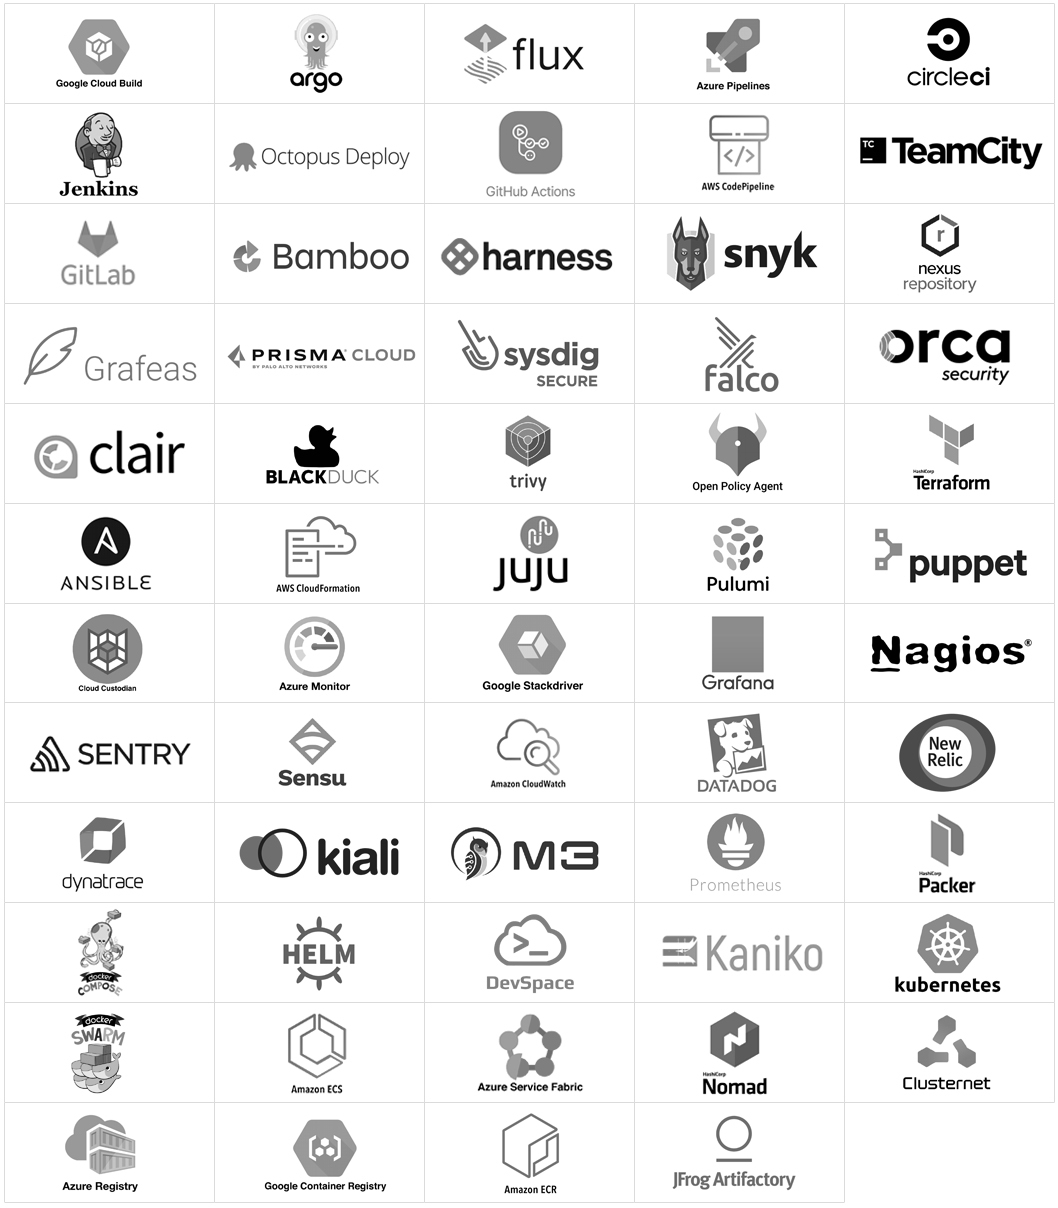 Google Cloud Build
argo
flux
Azure Pipelines
circleci
Jenkins
Octopus Deploy
GitHub Actions
AWS CodePipeline
TC
TeamCity
GitLab
Bamboo
harness
snyk
r
nexus
repository
Grafeas
PRISMA® CLOUD
BY PALO ALTO NETWORKS
sysdig
SECURE
falco
orca
security
clair
BLACKDUCK
trivy
Open Policy Agent
HashiCorp
Terraform
A
ANSIBLE
AWS CloudFormation
JUJU
Pulumi
puppet
Cloud Custodian
Azure Monitor
Google Stackdriver
Grafana
Nagios®
SENTRY
Sensu
Amazon CloudWatch
DATADOG
New
Relic
dynatrace
kiali
M3
Prometheus
HashiCorp
Packer
docker
COMPOSE
HELM
DevSpace
Kaniko
kubernetes
docker
SWARM
Amazon ECS
Azure Service Fabric
HashiCorp
Nomad
Clusternet
Azure Registry
Google Container Registry
Amazon ECR
JFrog Artifactory